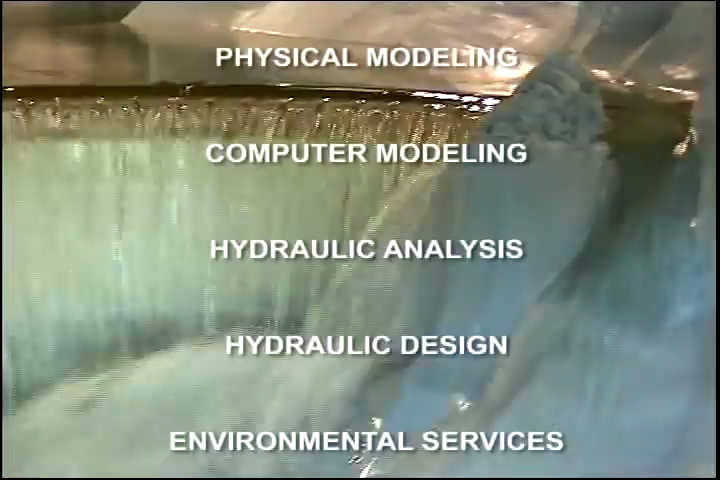 PHYSICAL MODELING
COMPUTER MODELING
HYDRAULIC ANALYSIS
HYDRAULIC DESIGN
ENVIRONMENTAL SERVICES